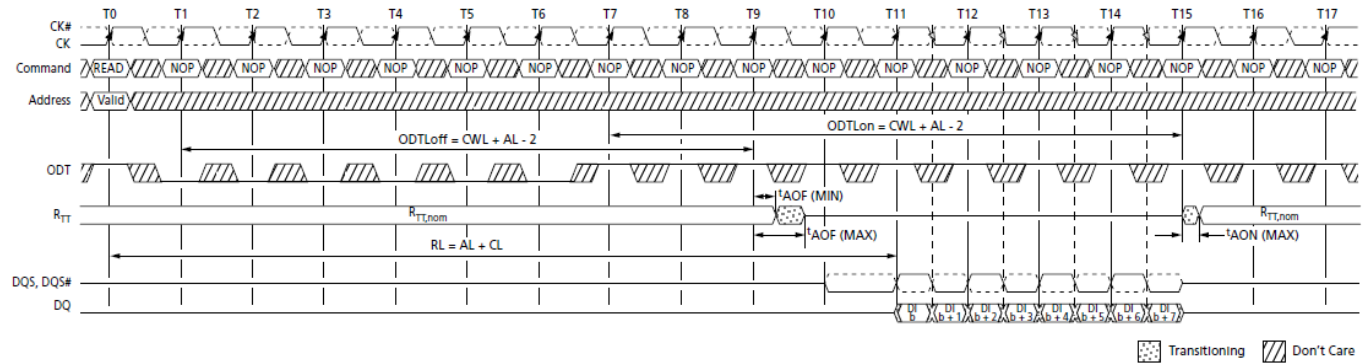 T0 T1 T2 T3 T4 T5 T6 T7 T8 T9 T10 T11 T12 T13 T14 T15 T16 T17
CK#
CK
Command READ NOP NOP NOP NOP NOP NOP NOP NOP NOP NOP NOP NOP NOP NOP NOP NOP NOP
Address Valid
ODTLon = CWL + AL - 2
ODTLoff = CWL + AL - 2
ODT
tAOF (MIN)
RTT RTT,nom RTT,nom
tAOF (MAX) tAON (MAX)
RL = AL + CL
DQS, DQS#
DQ DI b DI b + 1 DI b + 2 DI b + 3 DI b + 4 DI b + 5 DI b + 6 DI b + 7
Transitioning Don't Care